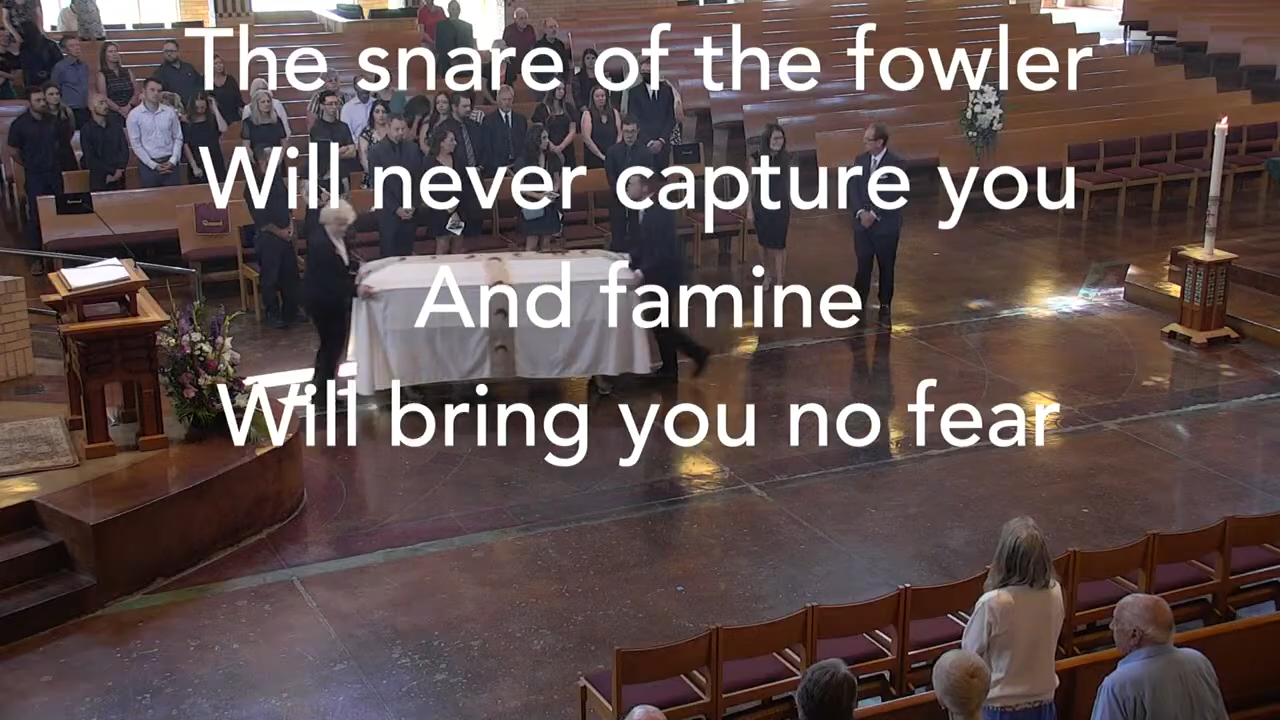 The snare of the fowler
Will never capture you
And famine
Will bring you no fear